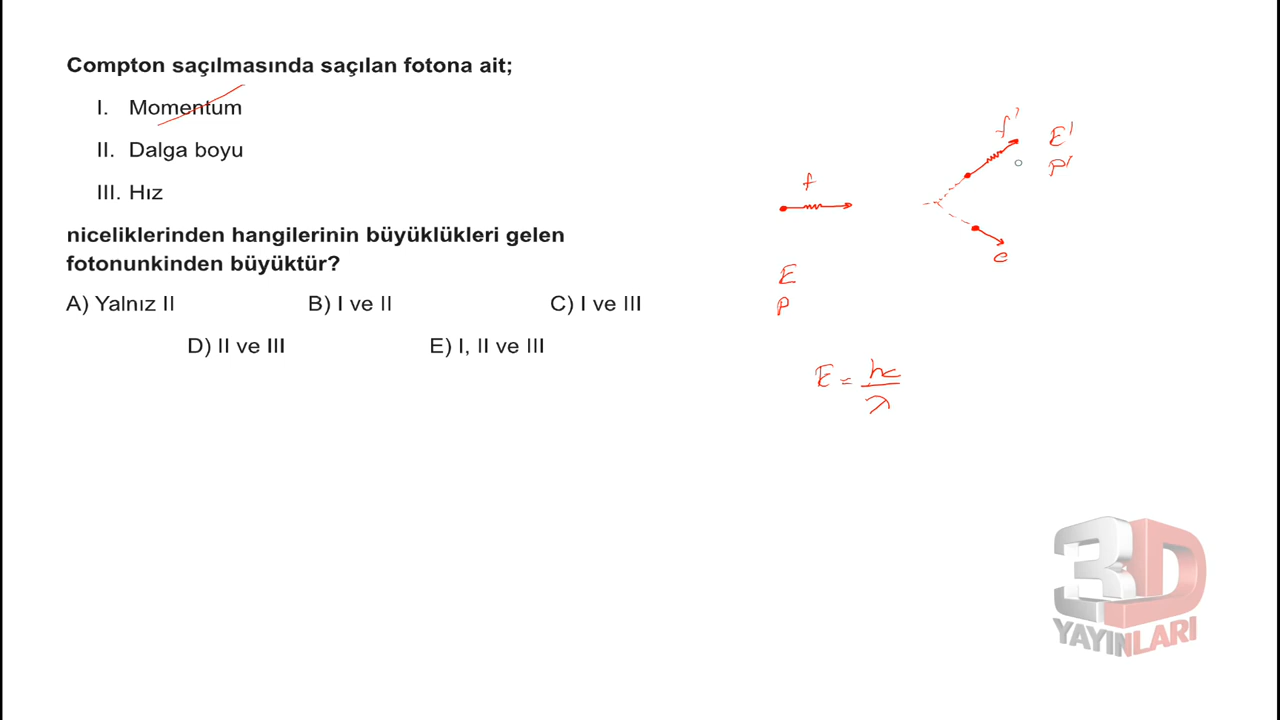 Compton saçılmasında saçılan fotona ait;
I. Momentum
II. Dalga boyu
III. Hız
niceliklerinden hangilerinin büyüklükleri gelen
fotonunkinden büyüktür?
A) Yalnız II B) I ve II C) I ve III
D) II ve III E) I, II ve III
f
E
P
f'
E'
P'
e
E = hc/λ
3D
YAYINLARI